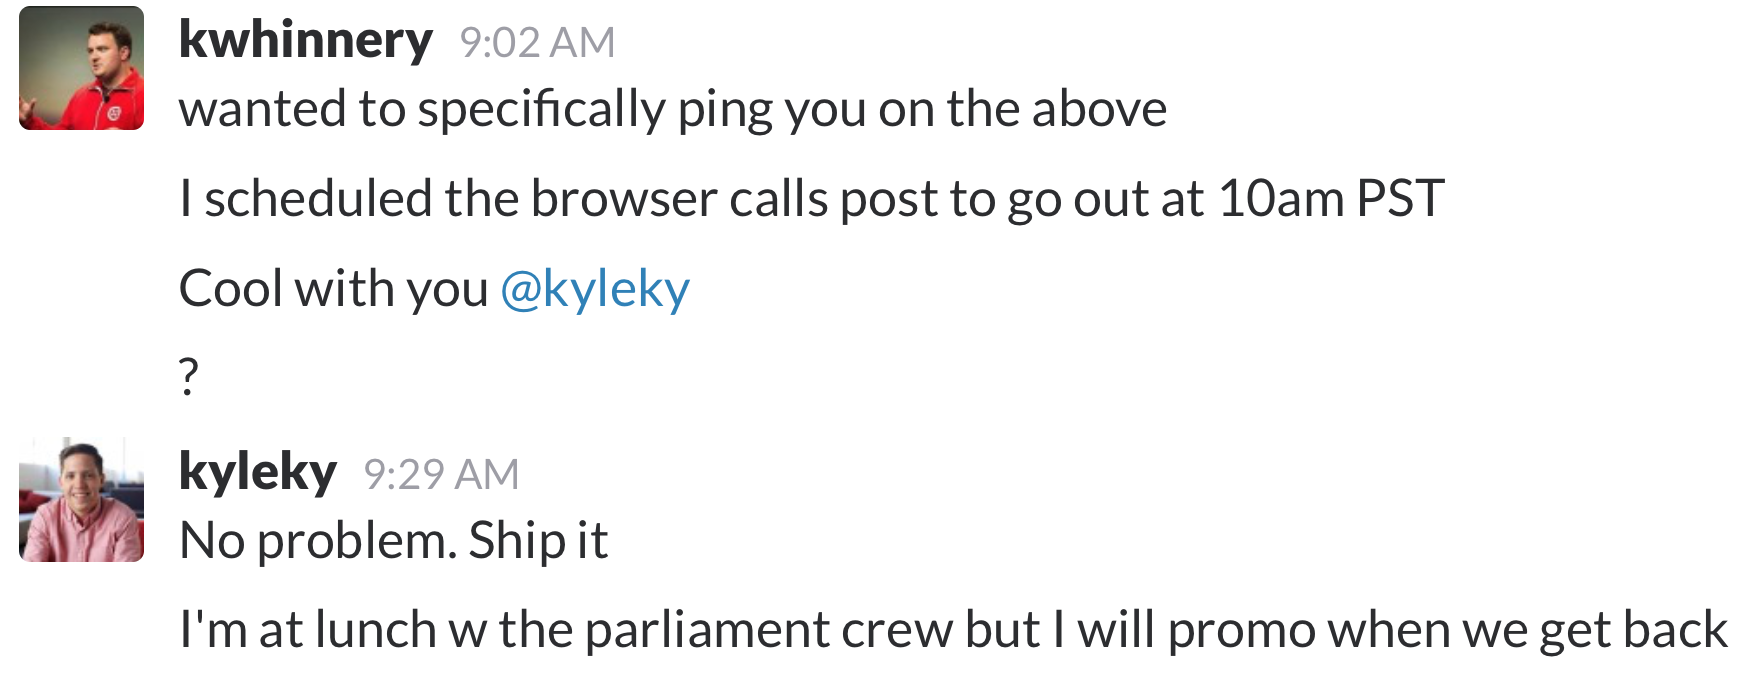 kwhinnery 9:02 AM
wanted to specifically ping you on the above
I scheduled the browser calls post to go out at 10am PST
Cool with you @kyleky
?
kyleky 9:29 AM
No problem. Ship it
I'm at lunch w the parliament crew but I will promo when we get back